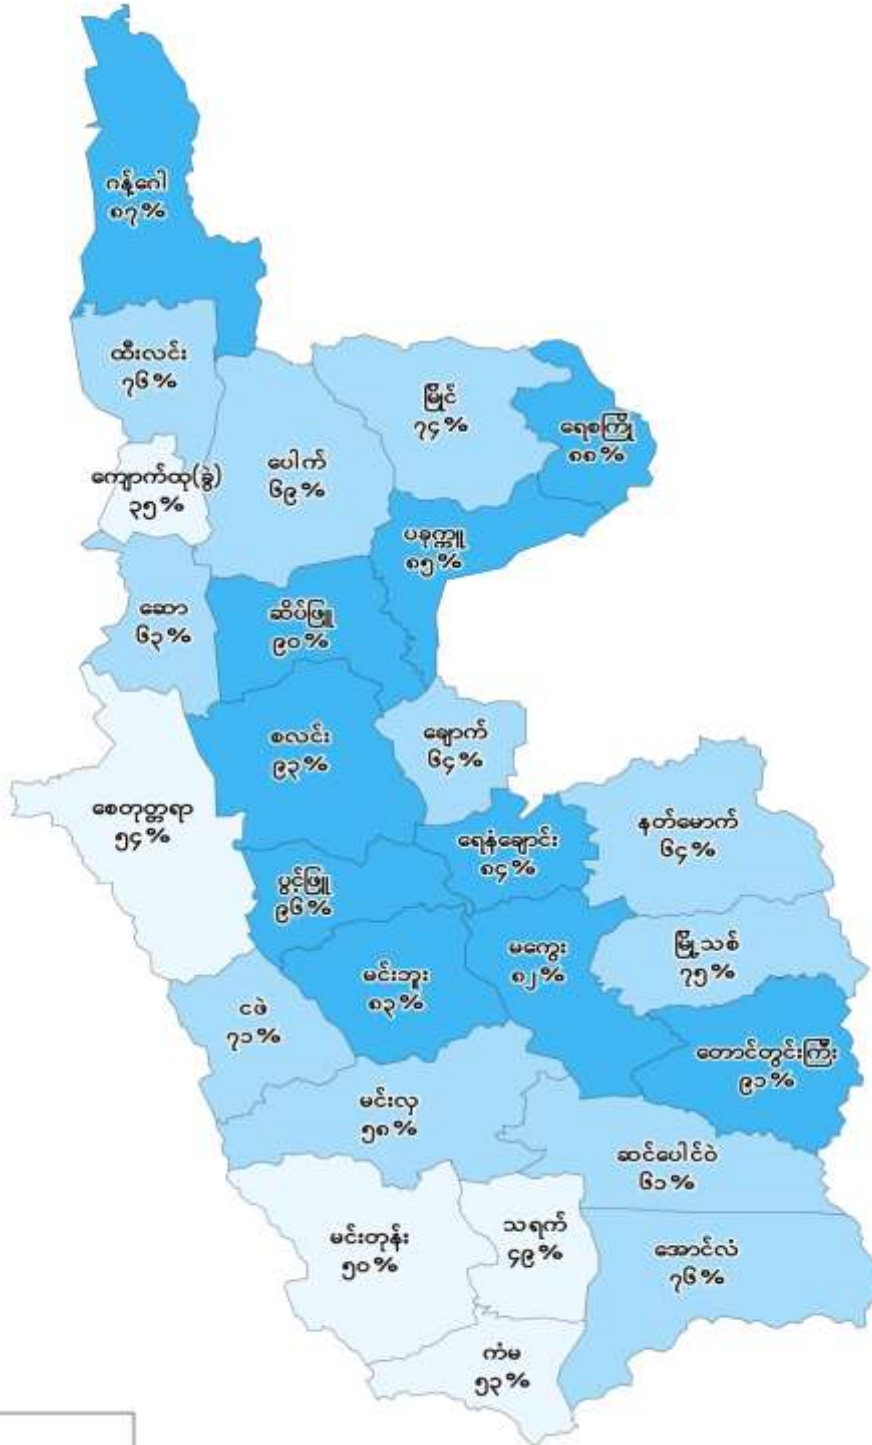 ဂန့်ဂေါ
၈၇%
ထီးလင်း
၇၆%
မြိုင်
၇၄%
ရေစကြို
၈၈%
ပေါက်
၆၉%
ကျောက်ထု(ခွဲ)
၃၅%
ပခုက္ကူ
၈၅%
ဆော
၆၃%
ဆိပ်ဖြူ
၉၀%
စလင်း
၉၃%
ချောက်
၆၄%
စေတုတ္တရာ
၅၄%
ရေနံချောင်း
၈၄%
နတ်မောက်
၆၄%
ပွင့်ဖြူ
၉၆%
မင်းဘူး
၈၃%
မကွေး
၈၂%
မြို့သစ်
၇၅%
ငဖဲ
၇၁%
တောင်တွင်းကြီး
၉၁%
မင်းလှ
၅၈%
ဆင်ပေါင်ဝဲ
၆၁%
မင်းတုန်း
၅၀%
သရက်
၄၉%
အောင်လံ
၇၆%
ကံမ
၅၃%